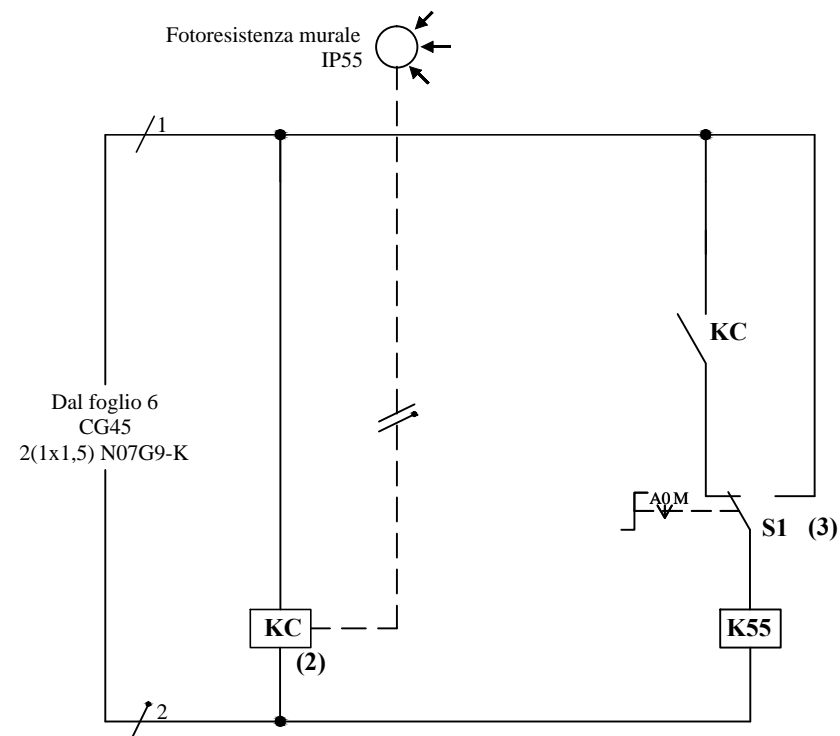 Fotoresistenza murale
IP55
1
KC
Dal foglio 6
CG45
2(1x1,5) N07G9-K
A0 M
S1 (3)
KC
K55
(2)
2